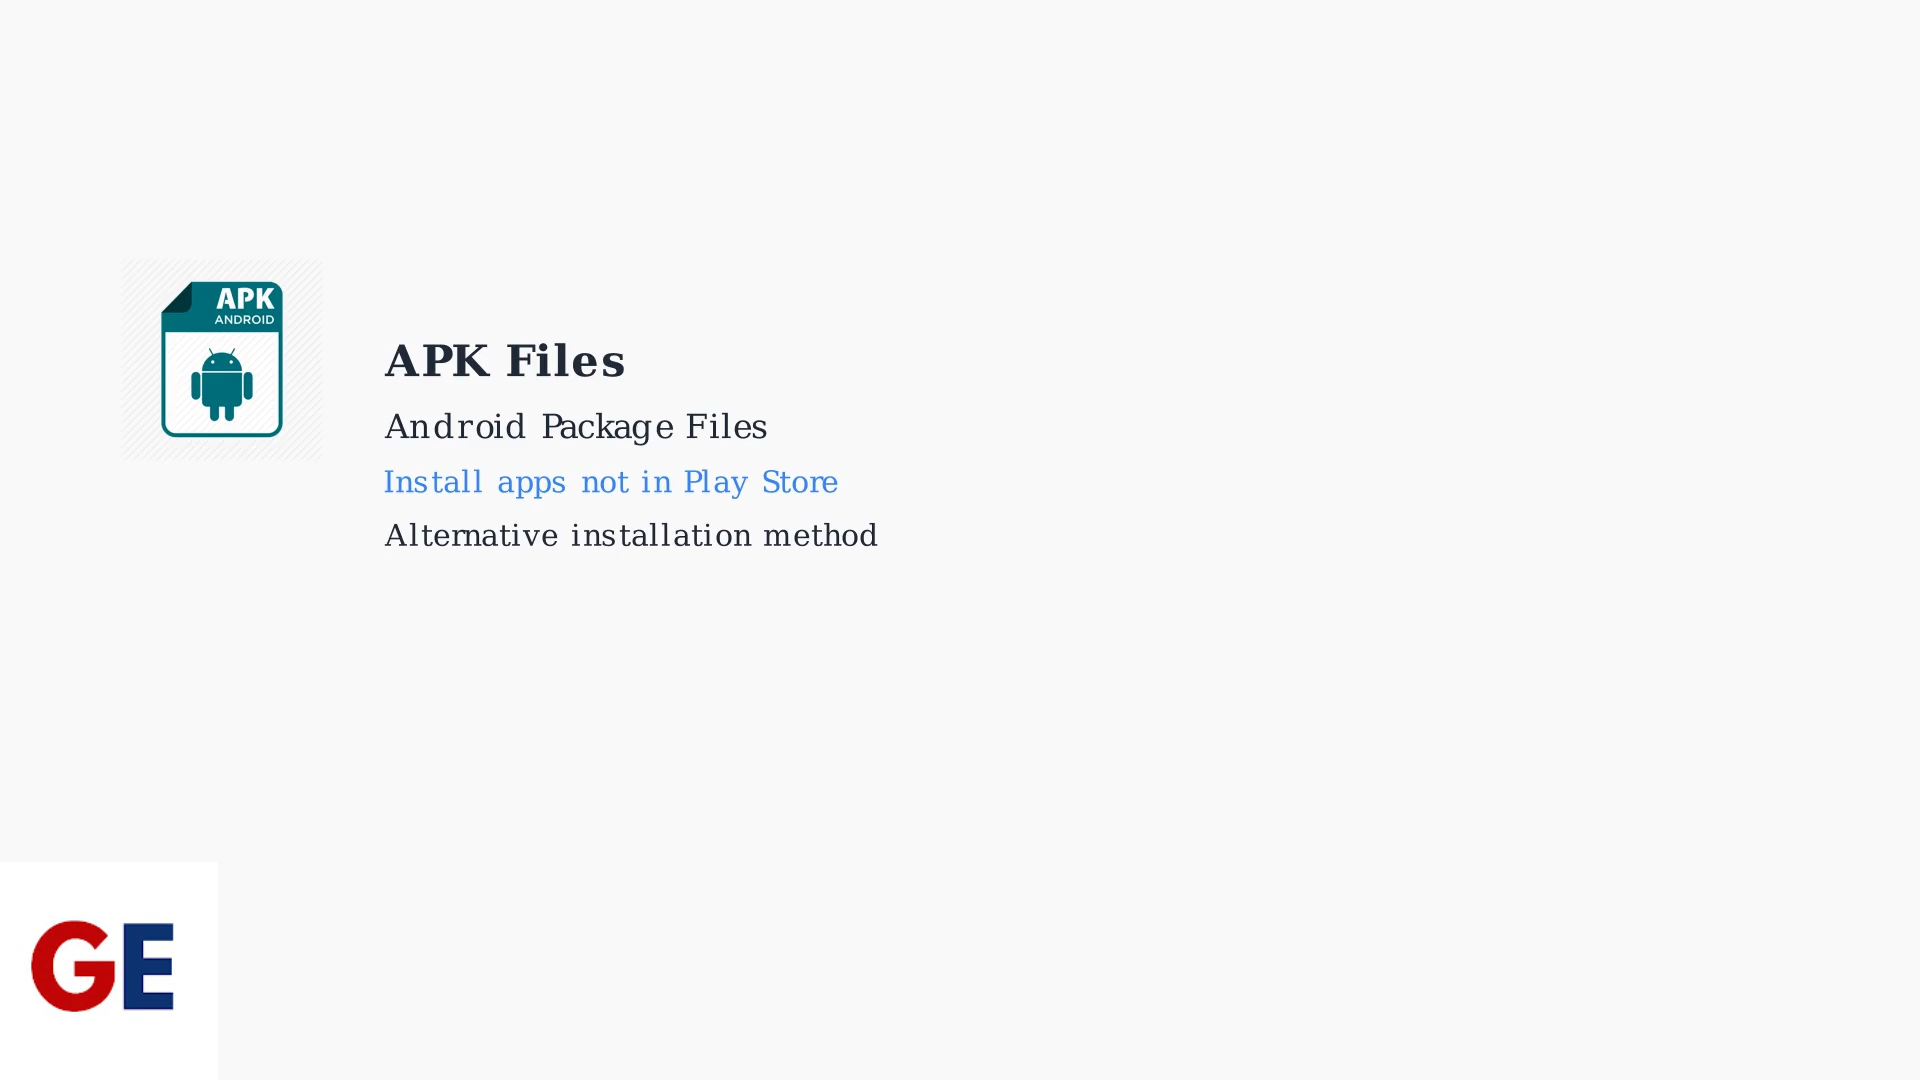 APK
ANDROID
APK Files
Android Package Files
Install apps not in Play Store
Alternative installation method
GE